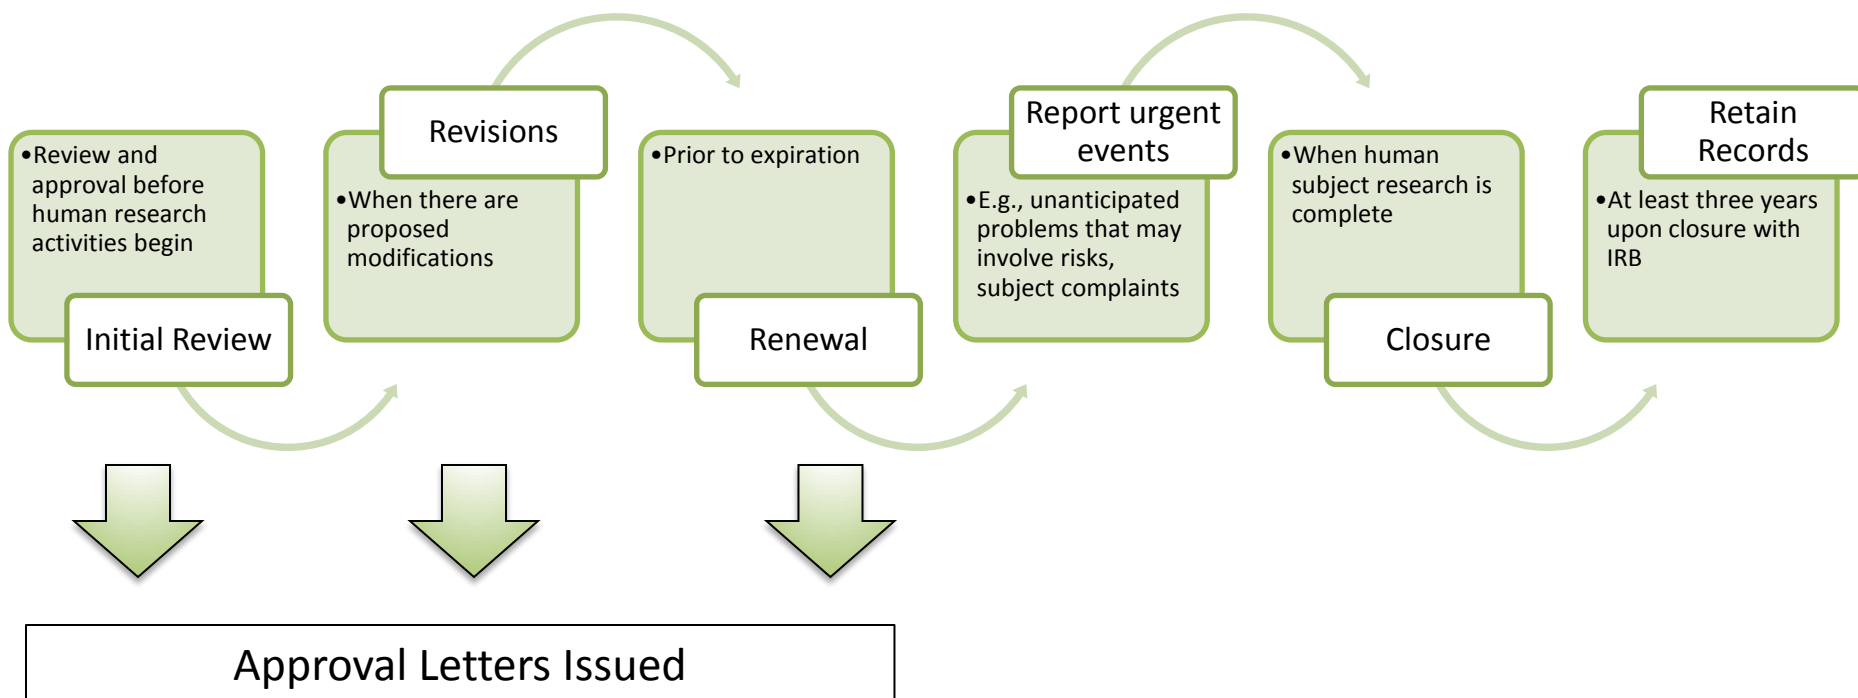 •Review and
approval before
human research
activities begin
Initial Review
Revisions
•When there are
proposed
modifications
•Prior to expiration
Renewal
Report urgent
events
•E.g., unanticipated
problems that may
involve risks,
subject complaints
•When human
subject research is
complete
Closure
Retain
Records
•At least three years
upon closure with
IRB
Approval Letters Issued